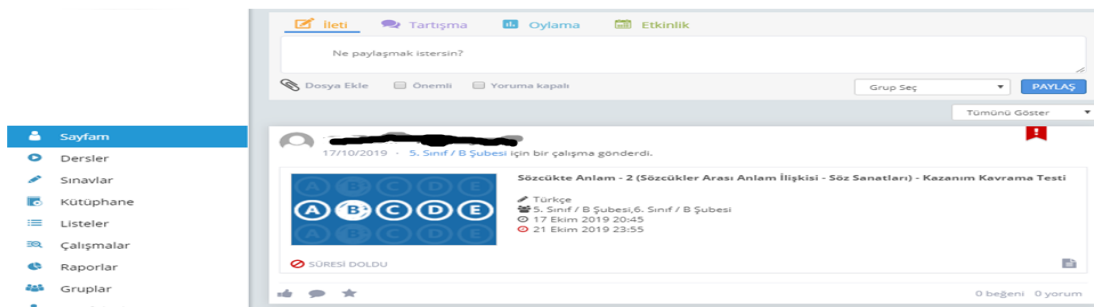 İleti
Tartışma
Oylama
Etkinlik
Ne paylaşmak istersin?
Dosya Ekle
Önemli
Yoruma kapalı
Grup Seç
PAYLAŞ
Tümünü Göster
Sayfam
Dersler
Sınavlar
Kütüphane
Listeler
Çalışmalar
Raporlar
Gruplar
17/10/2019 - 5. Sınıf / B Şubesi için bir çalışma gönderdi.
A B C D E
A B C D E
A B C D E
Sözcükte Anlam - 2 (Sözcükler Arası Anlam İlişkisi - Söz Sanatları) - Kazanım Kavrama Testi
Türkçe
5. Sınıf / B Şubesi,6. Sınıf / B Şubesi
17 Ekim 2019 20:45
21 Ekim 2019 23:55
SÜRESİ DOLDU
0 beğeni 0 yorum